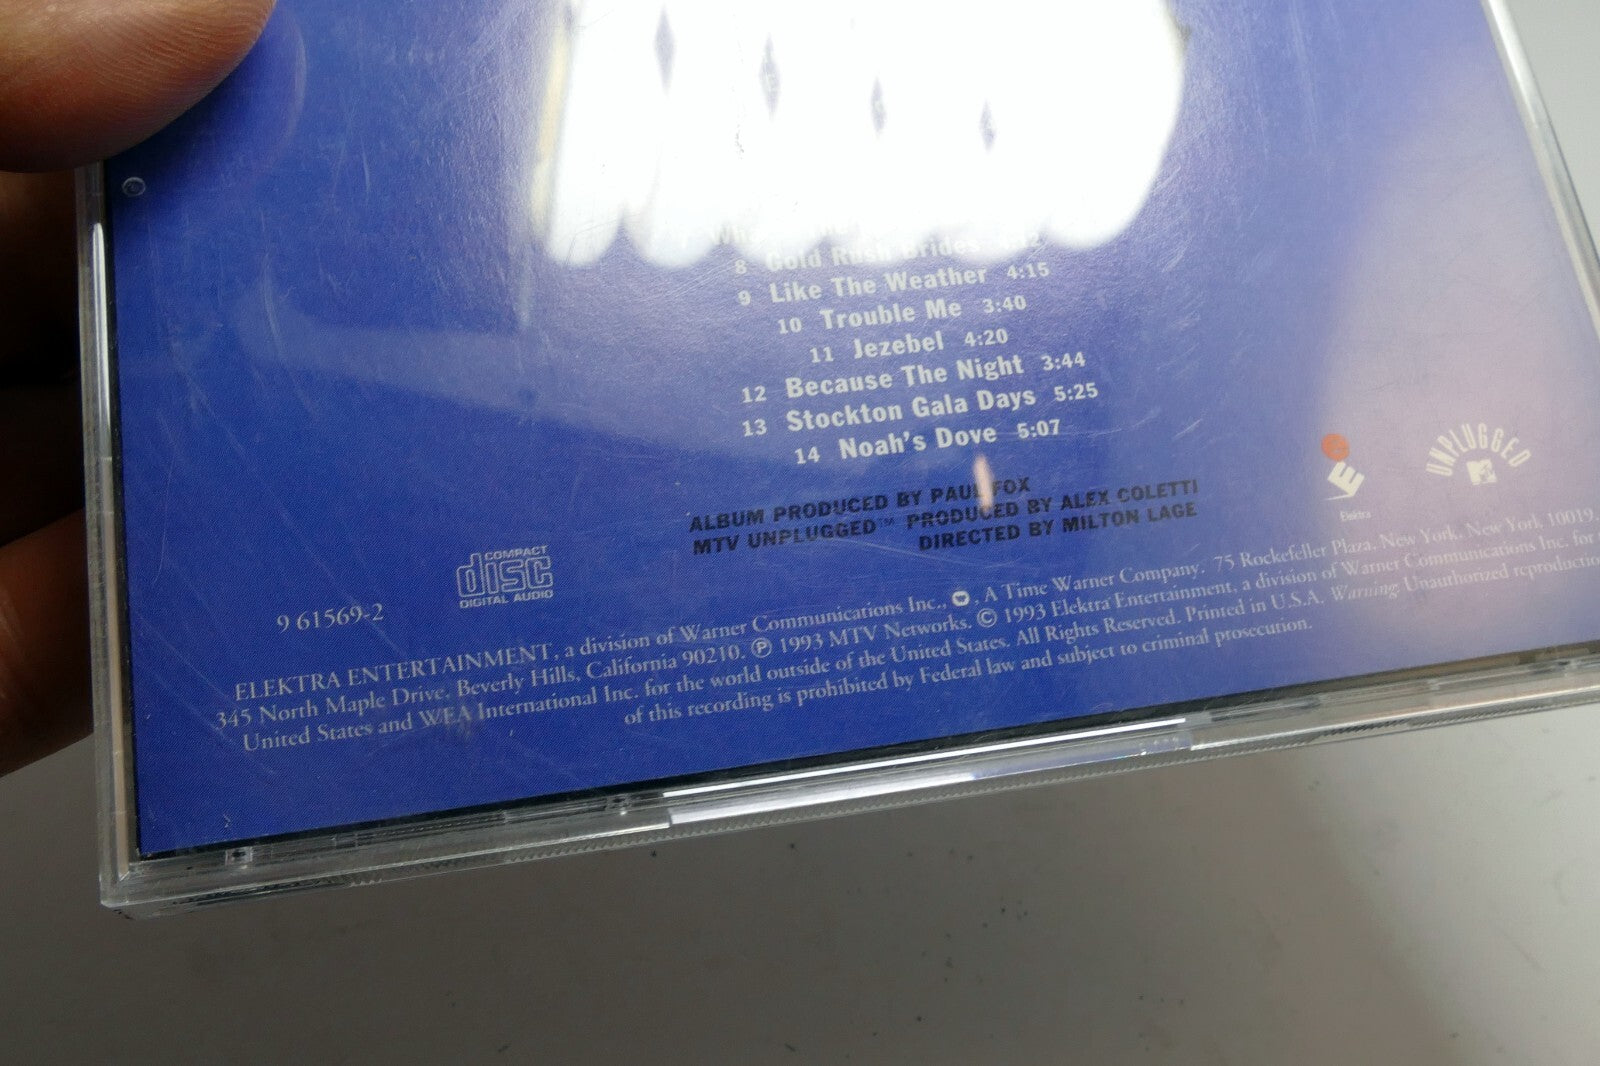 8 Gold Rush Brides 4:12
9 Like The Weather 4:15
10 Trouble Me 3:40
11 Jezebel 4:20
12 Because The Night 3:44
13 Stockton Gala Days 5:25
14 Noah's Dove 5:07
ALBUM PRODUCED BY PAUL FOX
MTV UNPLUGGED™ PRODUCED BY ALEX COLETTI
DIRECTED BY MILTON LAGE
Elektra
UNPLUGGED
COMPACT
disc
DIGITAL AUDIO
9 61569-2
ELEKTRA ENTERTAINMENT, a division of Warner Communications Inc., A Time Warner Company. 75 Rockefeller Plaza, New York, New York 10019.
345 North Maple Drive, Beverly Hills, California 90210. ℗ 1993 MTV Networks. © 1993 Elektra Entertainment, a division of Warner Communications Inc. for
United States and WEA International Inc. for the world outside of the United States. All Rights Reserved. Printed in U.S.A. Warning: Unauthorized reproduction
of this recording is prohibited by Federal law and subject to criminal prosecution.